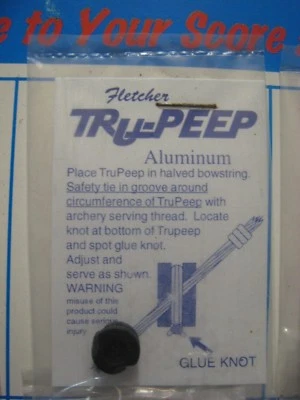 e to Your Score
Fletcher
TRU-PEEP
Aluminum
Place TruPeep in halved bowstring.
Safety tie in groove around
circumference of TruPeep with
archery serving thread. Locate
knot at bottom of Trupeep
and spot glue knot.
Adjust and
serve as shown.
WARNING
misuse of this
product could
cause serious
injury
GLUE KNOT